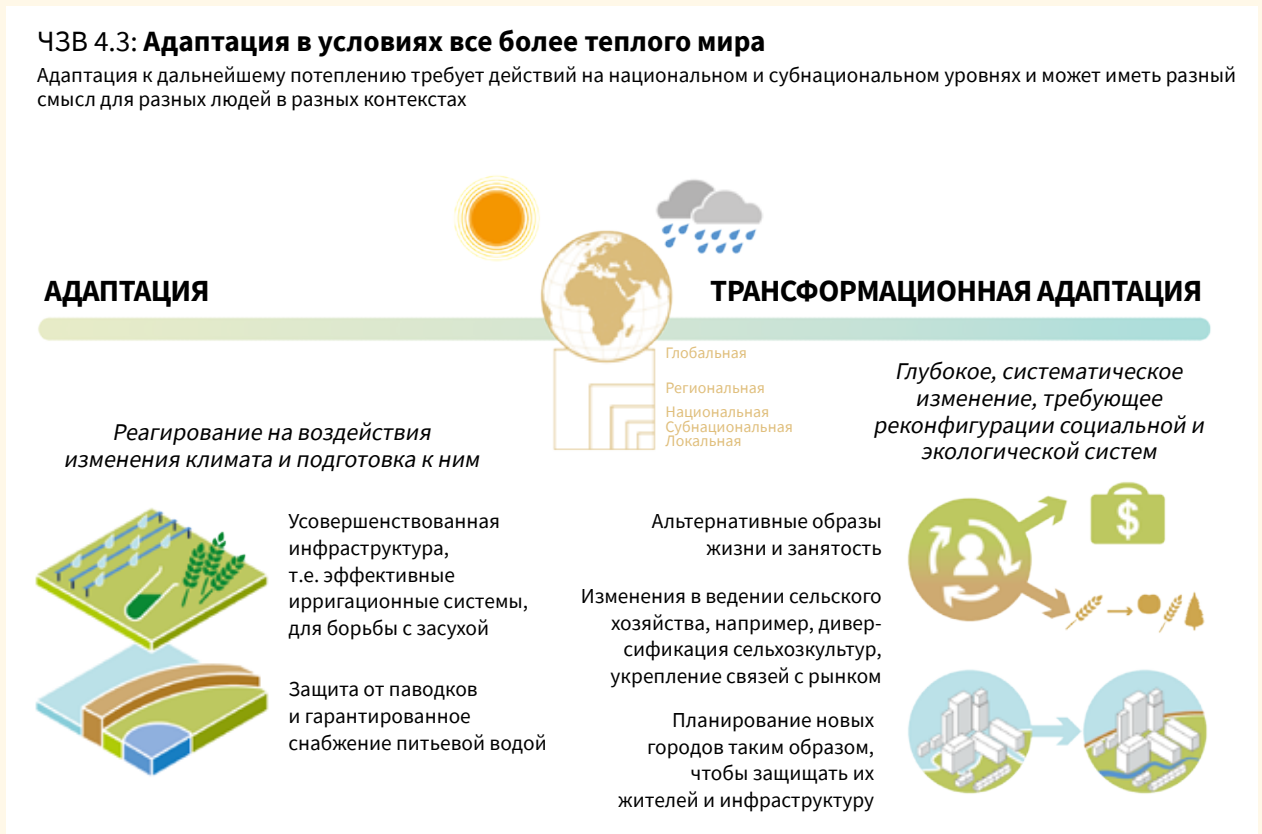 ЧЗВ 4.3: Адаптация в условиях все более теплого мира
Адаптация к дальнейшему потеплению требует действий на национальном и субнациональном уровнях и может иметь разный
смысл для разных людей в разных контекстах
АДАПТАЦИЯ
ТРАНСФОРМАЦИОННАЯ АДАПТАЦИЯ
Глобальная
Региональная
Национальная
Субнациональная
Локальная
Реагирование на воздействия
изменения климата и подготовка к ним
Усовершенствованная
инфраструктура,
т.е. эффективные
ирригационные системы,
для борьбы с засухой
Защита от паводков
и гарантированное
снабжение питьевой водой
Глубокое, систематическое
изменение, требующее
реконфигурации социальной и
экологической систем
Альтернативные образы
жизни и занятость
$
Изменения в ведении сельского
хозяйства, например, дивер-
сификация сельхозкультур,
укрепление связей с рынком
Планирование новых
городов таким образом,
чтобы защищать их
жителей и инфраструктуру